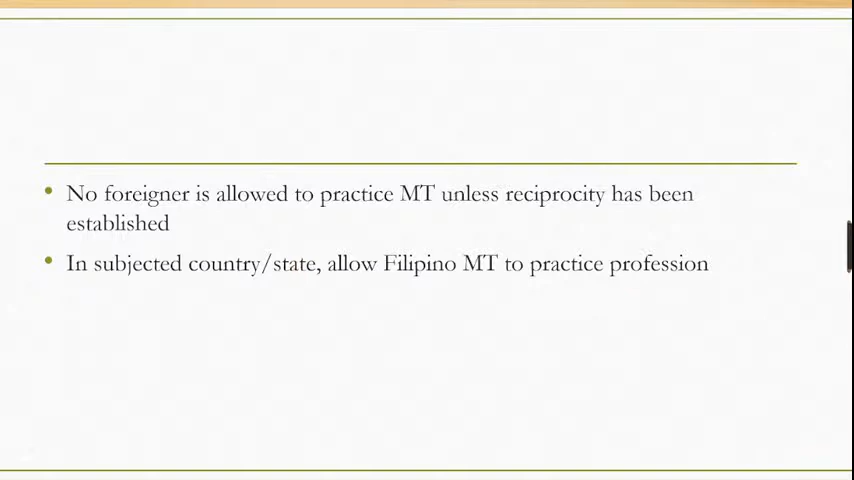 • No foreigner is allowed to practice MT unless reciprocity has been
established
• In subjected country/state, allow Filipino MT to practice profession